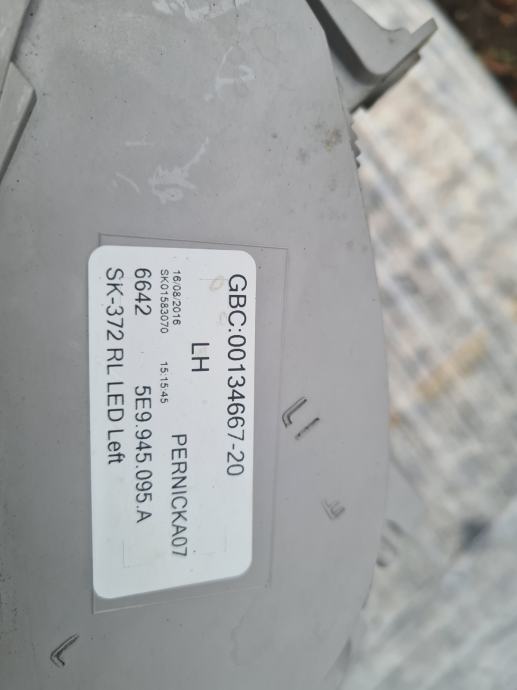 GBC:00134667-20
LH PERNICKA07
16/08/2016
SK01583070 15:15:45
6642 5E9.945.095.A
SK-372 RL LED Left